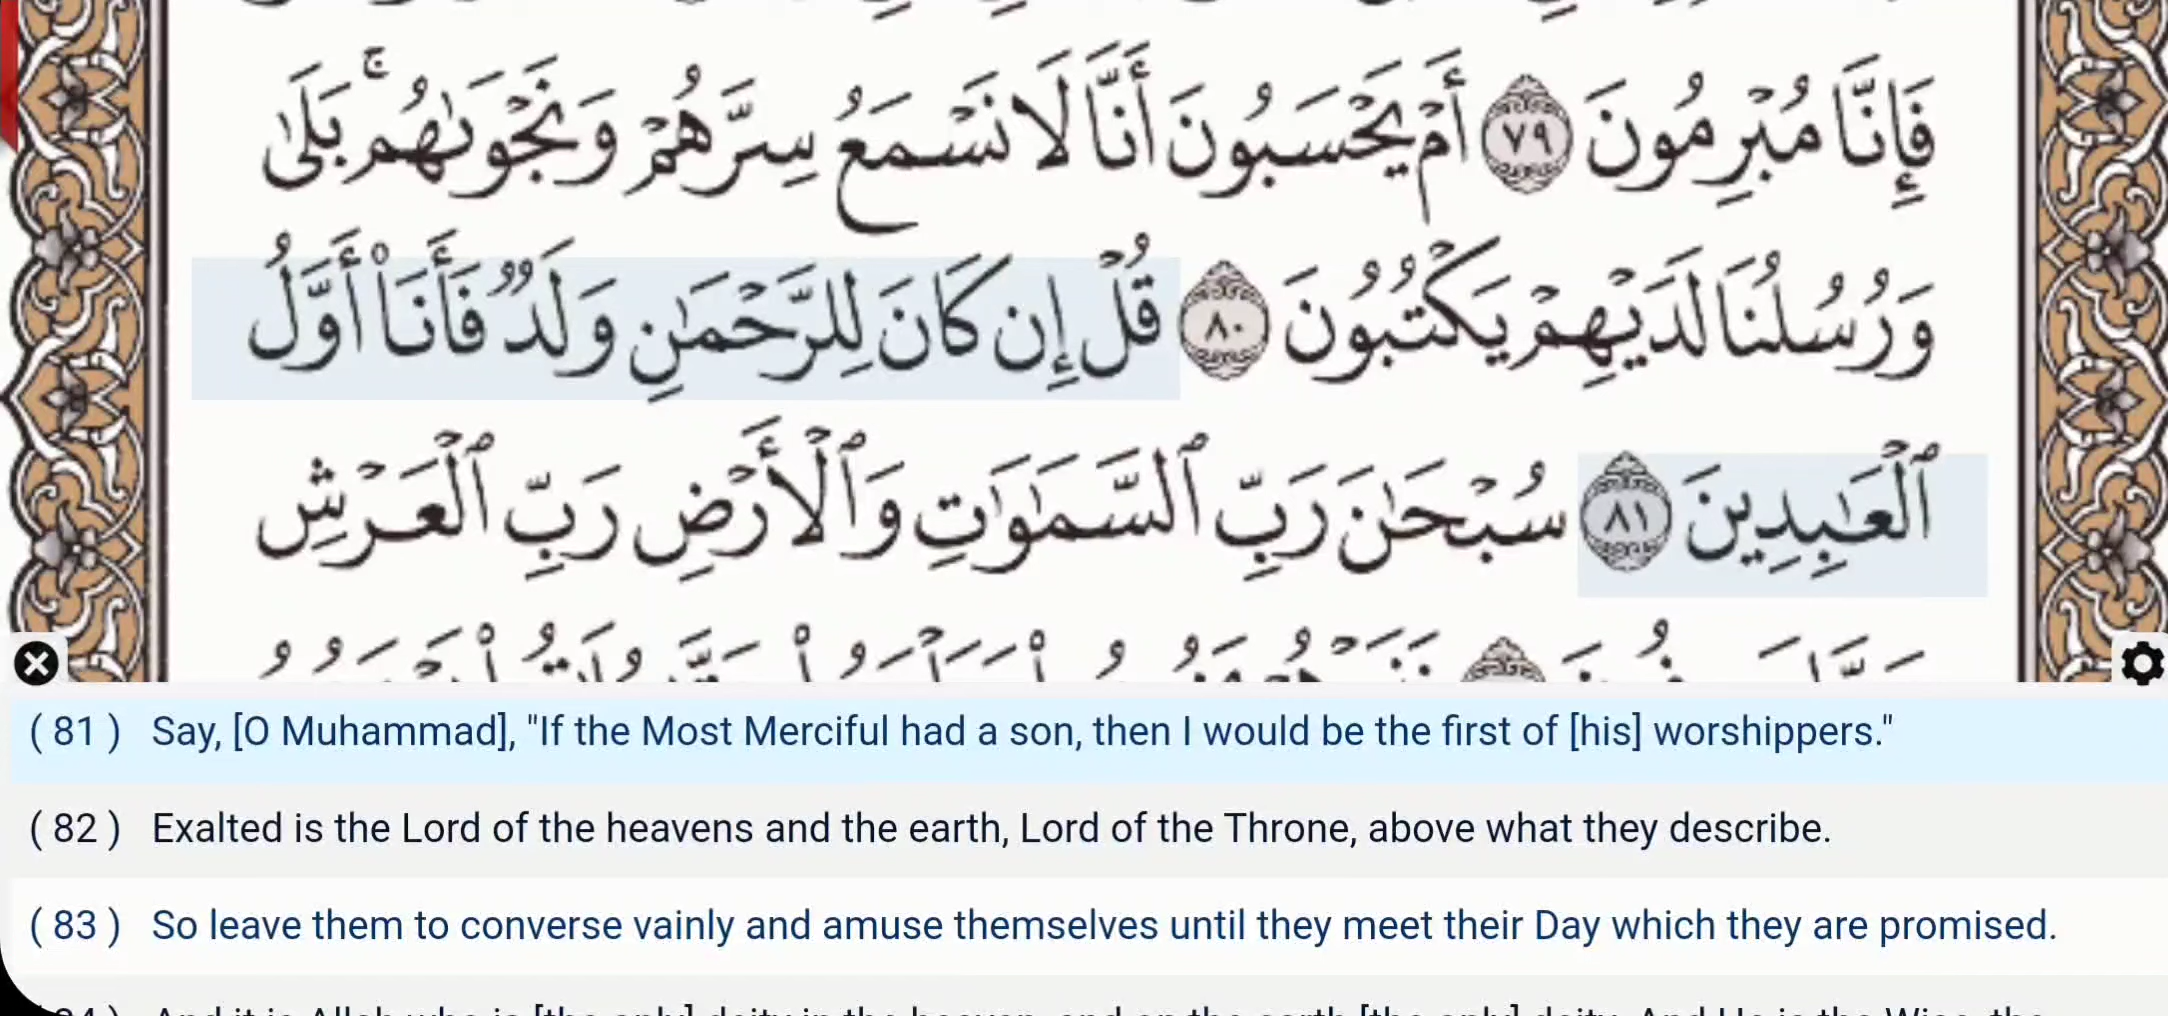 فَإِنَّا مُبْرِمُونَ ٧٩ أَمْ يَحْسَبُونَ أَنَّا لَا نَسْمَعُ سِرَّهُمْ وَنَجْوَىٰهُم ۚ بَلَىٰ
وَرُسُلُنَا لَدَيْهِمْ يَكْتُبُونَ ٨٠ قُلْ إِن كَانَ لِلرَّحْمَـٰنِ وَلَدٌ فَأَنَا۠ أَوَّلُ
ٱلْعَـٰبِدِينَ ٨١ سُبْحَـٰنَ رَبِّ ٱلسَّمَـٰوَٰتِ وَٱلْأَرْضِ رَبِّ ٱلْعَرْشِ
( 81 ) Say, [O Muhammad], "If the Most Merciful had a son, then I would be the first of [his] worshippers."
( 82 ) Exalted is the Lord of the heavens and the earth, Lord of the Throne, above what they describe.
( 83 ) So leave them to converse vainly and amuse themselves until they meet their Day which they are promised.